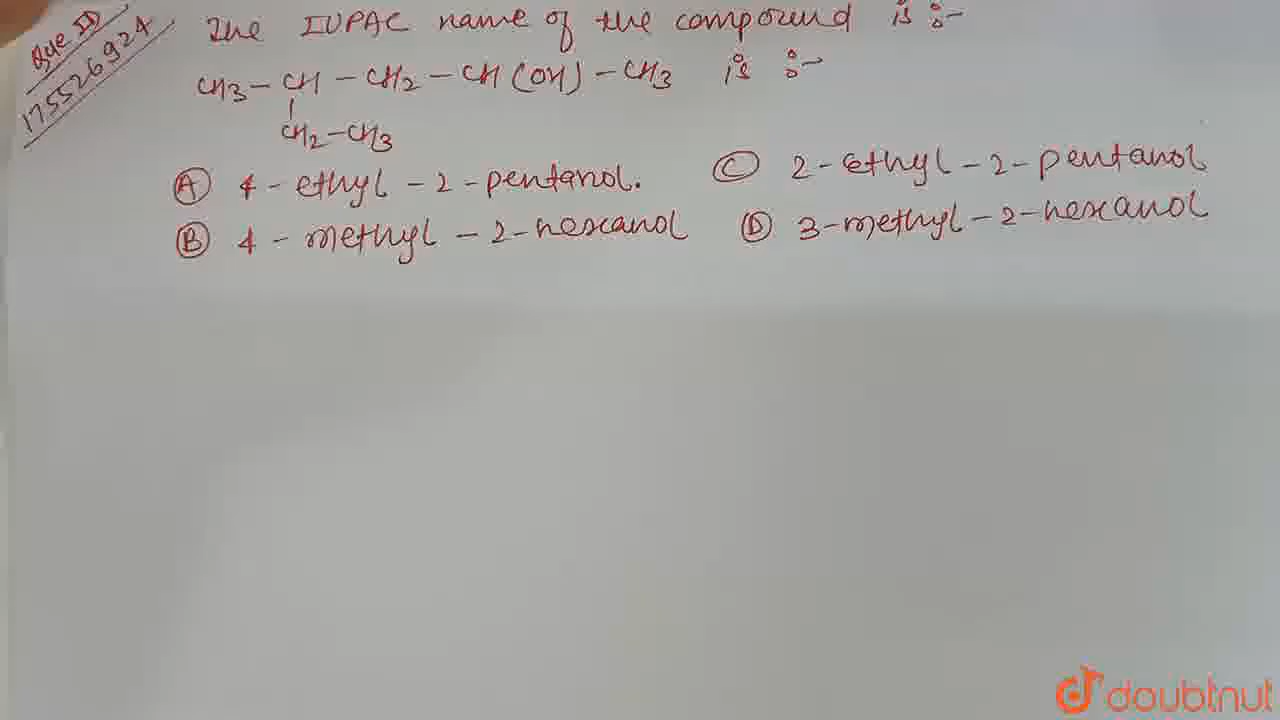 Que ID
175526924
The IUPAC name of the compound is :-
CH3 - CH - CH2 - CH (OH) - CH3 is :-
|
CH2 - CH3
(A) 4 - ethyl - 2 - pentanol.
(C) 2 - ethyl - 2 - pentanol
(B) 4 - methyl - 2 - hexanol
(D) 3 - methyl - 2 - hexanol
doubtnut